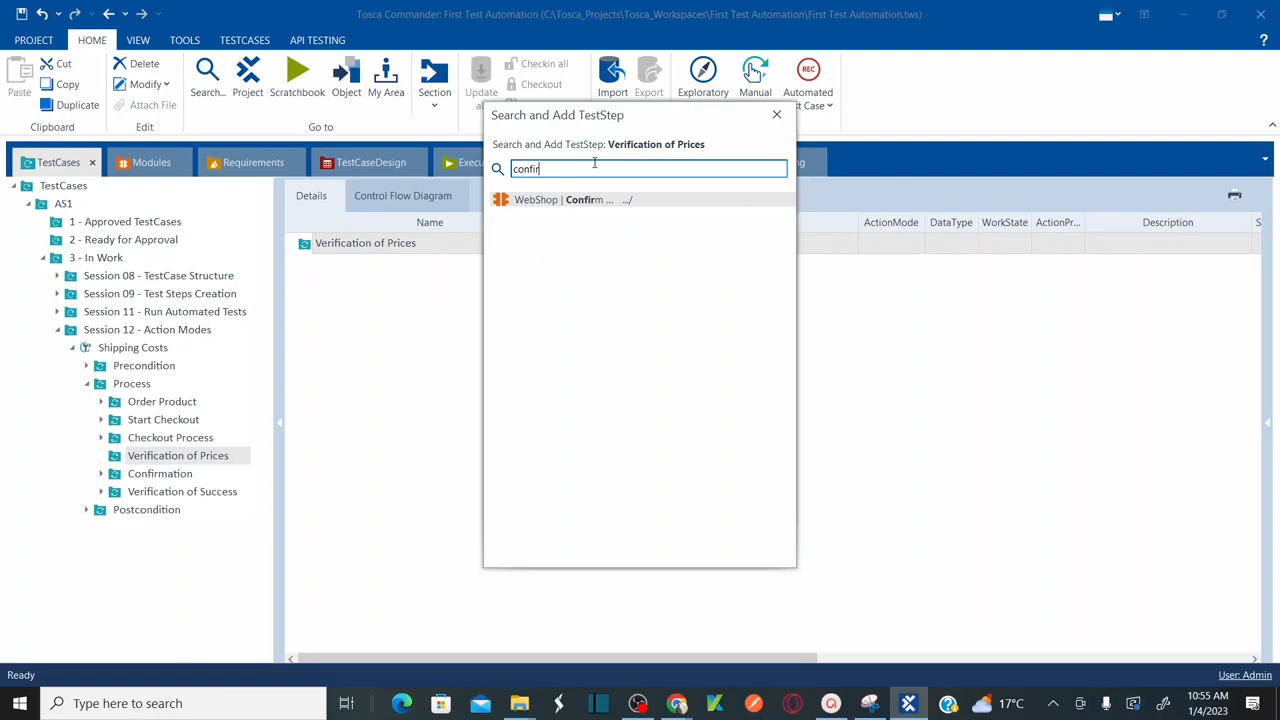 Tosca Commander: First Test Automation (C:\Tosca_Projects\Tosca_Workspaces\First Test Automation\First Test Automation.tws)
PROJECT HOME VIEW TOOLS TESTCASES API TESTING ?
Paste Cut Copy Duplicate
Clipboard
Delete Modify Attach File
Edit
Search... Project Scratchbook Object My Area Section
Go to
Update
Checkin all
Checkout
Import Export Exploratory Manual REC Automated
st Case
TestCases Modules Requirements TestCaseDesign Execu ng
TestCases
AS1
1 - Approved TestCases
2 - Ready for Approval
3 - In Work
Session 08 - TestCase Structure
Session 09 - Test Steps Creation
Session 11 - Run Automated Tests
Session 12 - Action Modes
Shipping Costs
Precondition
Process
Order Product
Start Checkout
Checkout Process
Verification of Prices
Confirmation
Verification of Success
Postcondition
Details Control Flow Diagram
Name ActionMode DataType WorkState ActionPr... Description S
Verification of Prices
Search and Add TestStep
Search and Add TestStep: Verification of Prices
confir
WebShop | Confirm ... .../
Ready User: Admin
Type here to search 17°C 10:55 AM
1/4/2023